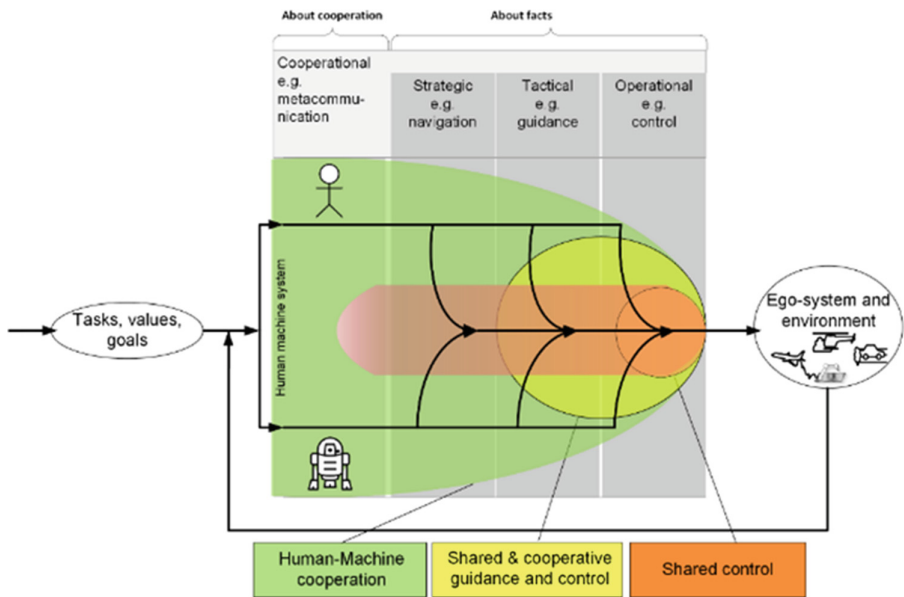 About cooperation
About facts
Cooperational
e.g.
metacommu-
nication
Strategic
e.g.
navigation
Tactical
e.g.
guidance
Operational
e.g.
control
Human machine system
Tasks, values,
goals
Ego-system and
environment
Human-Machine
cooperation
Shared & cooperative
guidance and control
Shared control